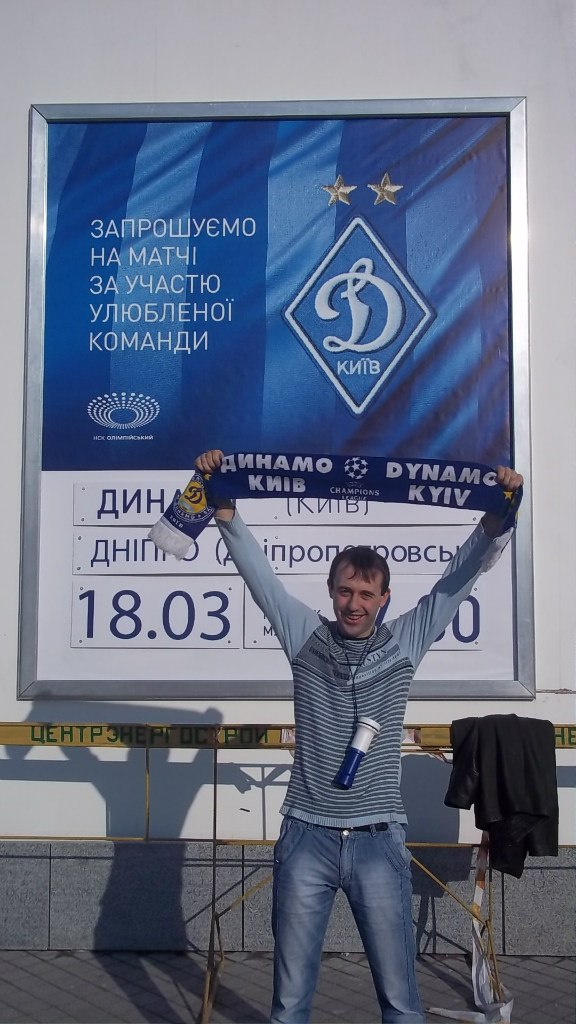 ЗАПРОШУЄМО
НА МАТЧІ
ЗА УЧАСТЮ
УЛЮБЛЕНОЇ
КОМАНДИ
КИЇВ
НСК ОЛІМПІЙСЬКИЙ
ДИНАМО КИЇВ
CHAMPIONS LEAGUE
DYNAMO KYIV
(Київ)
18.03
ЦЕНТРЭНЕРГОСТРОЙ